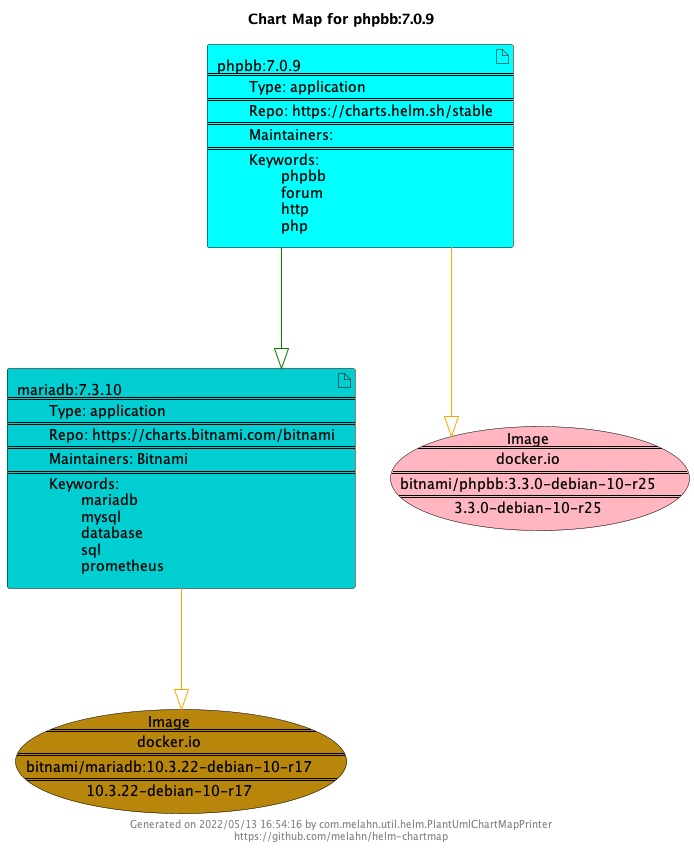 Chart Map for phpbb:7.0.9
phpbb:7.0.9
Type: application
Repo: https://charts.helm.sh/stable
Maintainers:
Keywords:
phpbb
forum
http
php
mariadb:7.3.10
Type: application
Repo: https://charts.bitnami.com/bitnami
Maintainers: Bitnami
Keywords:
mariadb
mysql
database
sql
prometheus
Image
docker.io
bitnami/phpbb:3.3.0-debian-10-r25
3.3.0-debian-10-r25
Image
docker.io
bitnami/mariadb:10.3.22-debian-10-r17
10.3.22-debian-10-r17
Generated on 2022/05/13 16:54:16 by com.melahn.util.helm.PlantUmlChartMapPrinter
https://github.com/melahn/helm-chartmap